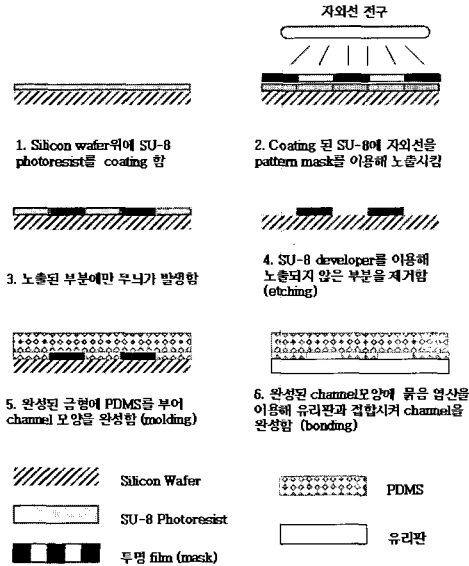 자외선 전구
1. Silicon wafer위에 SU-8
photoresist를 coating 함
2. Coating 된 SU-8에 자외선을
pattern mask를 이용해 노출시킴
3. 노출된 부분에만 무늬가 발생함
4. SU-8 developer를 이용해
노출되지 않은 부분을 제거함
(etching)
5. 완성된 금형에 PDMS를 부어
channel 모양을 완성함 (molding)
6. 완성된 channel모양에 묽은 염산을
이용해 유리판과 접합시켜 channel을
완성함 (bonding)
Silicon Wafer
PDMS
SU-8 Photoresist
유리판
투명 film (mask)